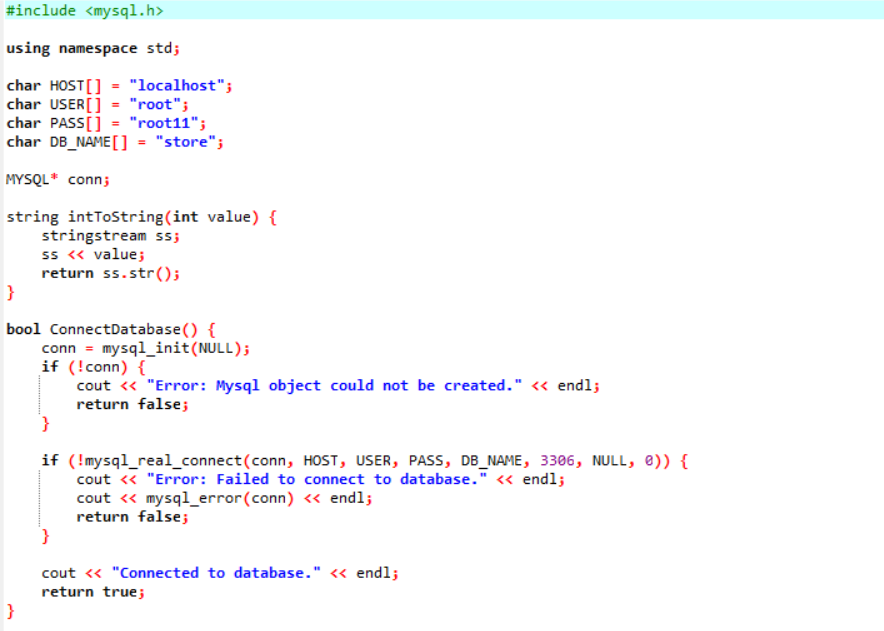 #include <mysql.h>
using namespace std;
char HOST[] = "localhost";
char USER[] = "root";
char PASS[] = "root11";
char DB_NAME[] = "store";
MYSQL* conn;
string intToString(int value) {
    stringstream ss;
    ss << value;
    return ss.str();
}
bool ConnectDatabase() {
    conn = mysql_init(NULL);
    if (!conn) {
        cout << "Error: Mysql object could not be created." << endl;
        return false;
    }
    if (!mysql_real_connect(conn, HOST, USER, PASS, DB_NAME, 3306, NULL, 0)) {
        cout << "Error: Failed to connect to database." << endl;
        cout << mysql_error(conn) << endl;
        return false;
    }
    cout << "Connected to database." << endl;
    return true;
}